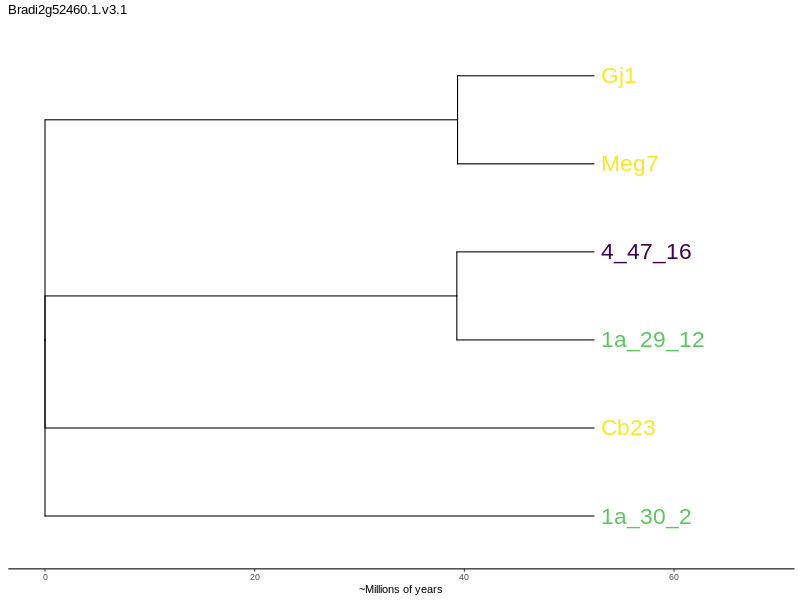 Bradi2g52460.1.v3.1
Gj1
Meg7
4_47_16
1a_29_12
Cb23
1a_30_2
0 20 40 60
~Millions of years